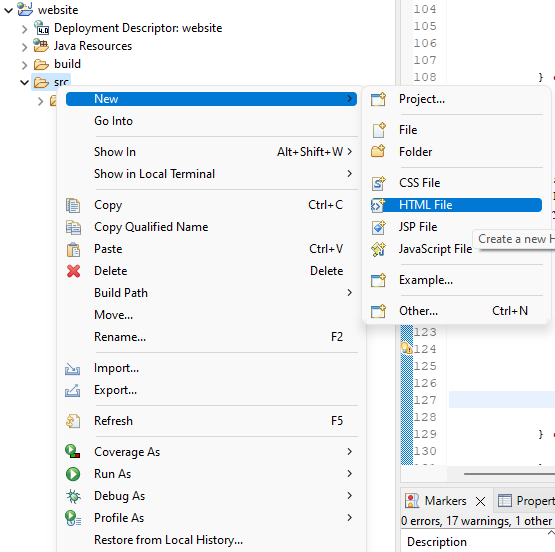 website
Deployment Descriptor: website
Java Resources
build
src
New
Go Into
Show In Alt+Shift+W
Show in Local Terminal
Copy Ctrl+C
Copy Qualified Name
Paste Ctrl+V
Delete Delete
Build Path
Move...
Rename... F2
Import...
Export...
Refresh F5
Coverage As
Run As
Debug As
Profile As
Restore from Local History...
Project...
File
Folder
CSS File
HTML File
JSP File
JavaScript File
Example...
Other... Ctrl+N
Create a new H
104
105
106
107
108 }
123
124
125
126
127
128
129 }
130
Markers Propert
0 errors, 17 warnings, 1 other
Description